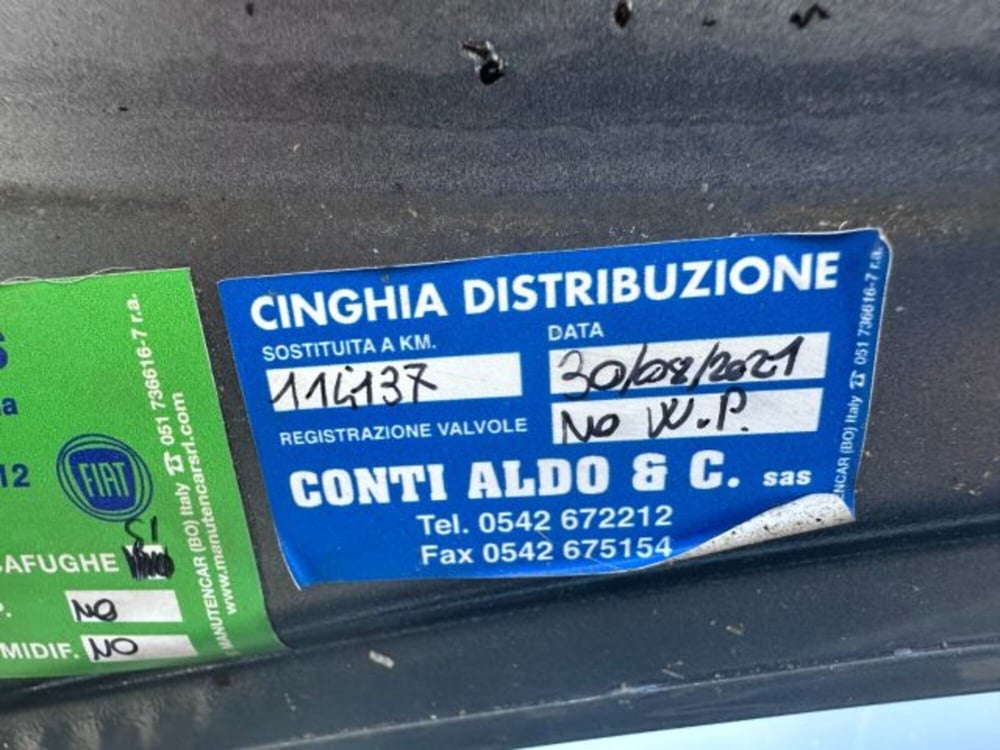 CINGHIA DISTRIBUZIONE
SOSTITUITA A KM.
DATA
114137
30/08/2021
REGISTRAZIONE VALVOLE
NO W.P.
CONTI ALDO & C. sas
Tel. 0542 672212
Fax 0542 675154
(BO) Italy ☎ 051 736616-7 r.a.
12
FIAT
SI
NO
MIDIF. NO
MANUTENCAR (BO) Italy ☎ 051 736616-7 r.a.
www.manutencarsrl.com